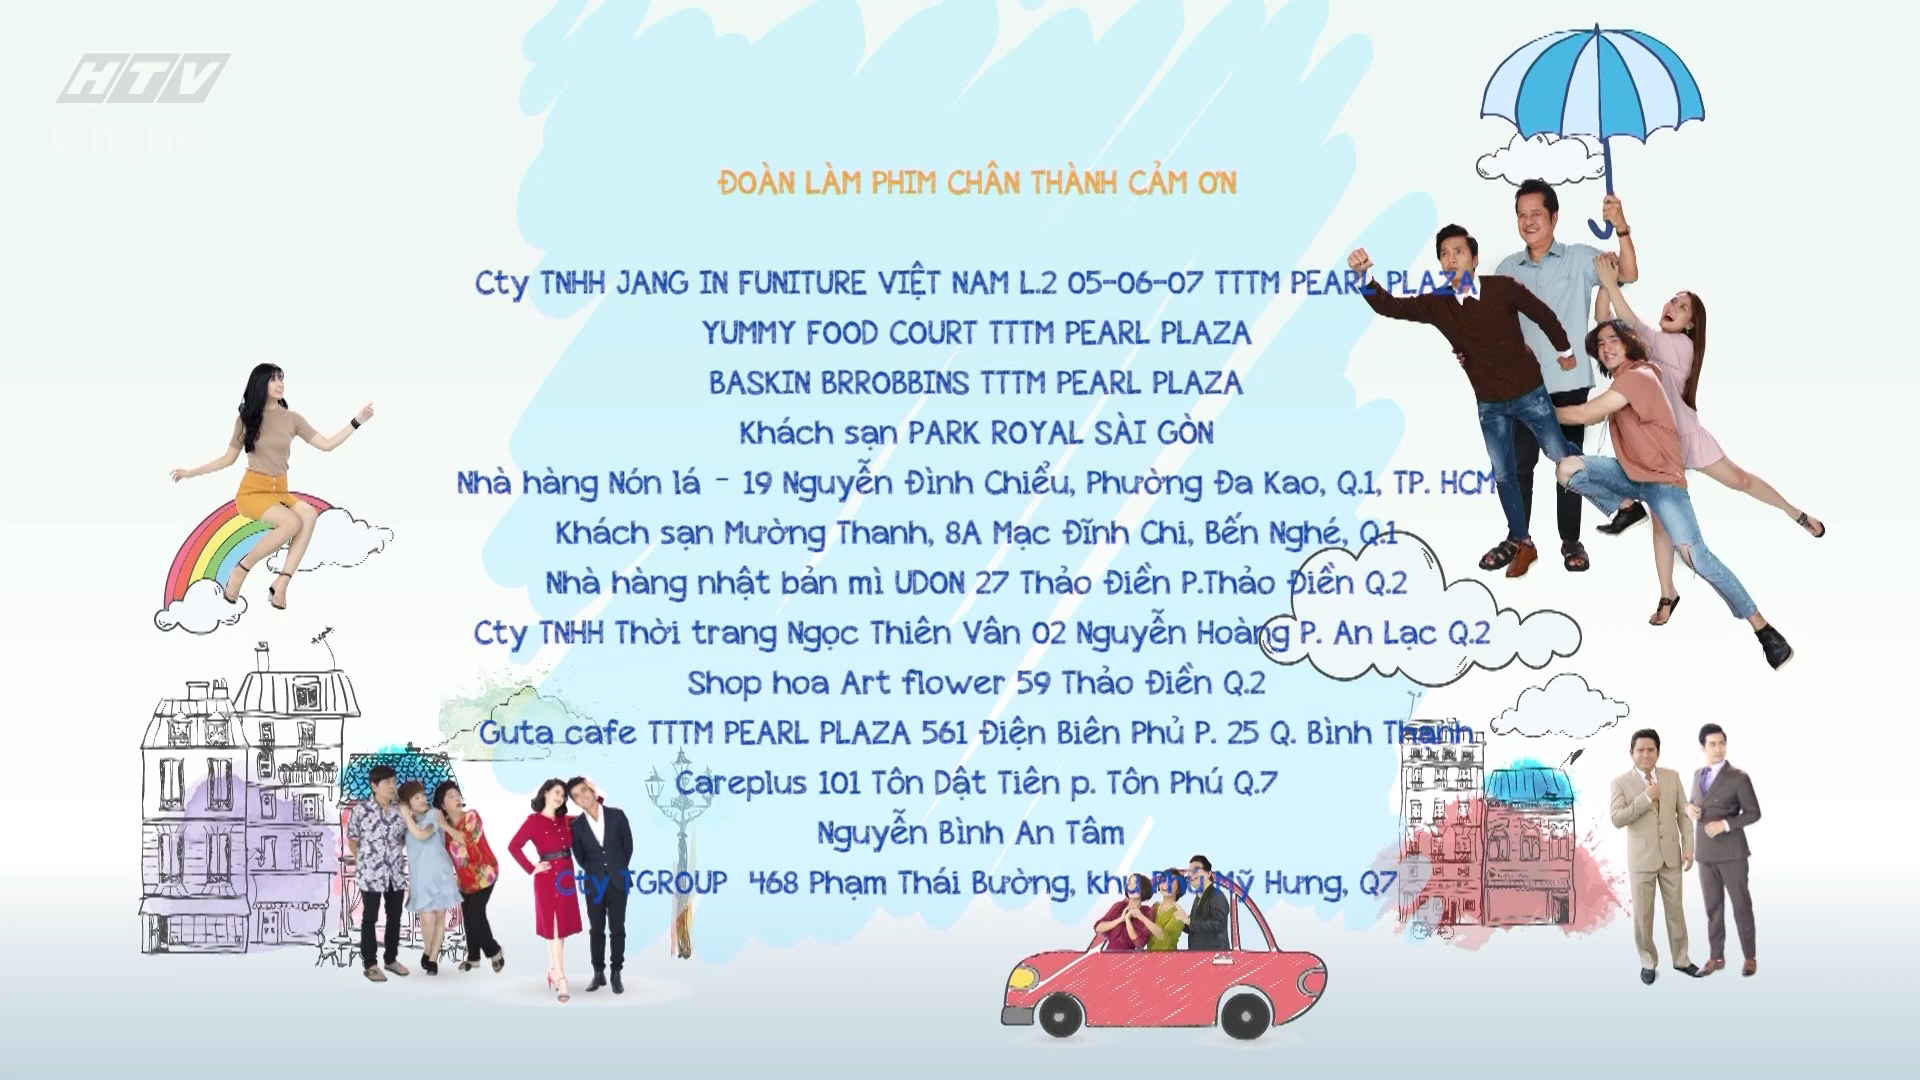 HTV
Online
ĐOÀN LÀM PHIM CHÂN THÀNH CẢM ƠN
Cty TNHH JANG IN FUNITURE VIỆT NAM L.2 05-06-07 TTTM PEARL PLAZA
YUMMY FOOD COURT TTTM PEARL PLAZA
BASKIN BRROBBINS TTTM PEARL PLAZA
Khách sạn PARK ROYAL SÀI GÒN
Nhà hàng Nón lá - 19 Nguyễn Đình Chiểu, Phường Đa Kao, Q.1, TP. HCM
Khách sạn Mường Thanh, 8A Mạc Đĩnh Chi, Bến Nghé, Q.1
Nhà hàng nhật bản mì UDON 27 Thảo Điền P.Thảo Điền Q.2
Cty TNHH Thời trang Ngọc Thiên Vân 02 Nguyễn Hoàng P. An Lạc Q.2
Shop hoa Art flower 59 Thảo Điền Q.2
Guta cafe TTTM PEARL PLAZA 561 Điện Biên Phủ P. 25 Q. Bình Thạnh
Careplus 101 Tôn Dật Tiên p. Tôn Phú Q.7
Nguyễn Bình An Tâm
Cty TGROUP 468 Phạm Thái Bường, khu Phú Mỹ Hưng, Q7